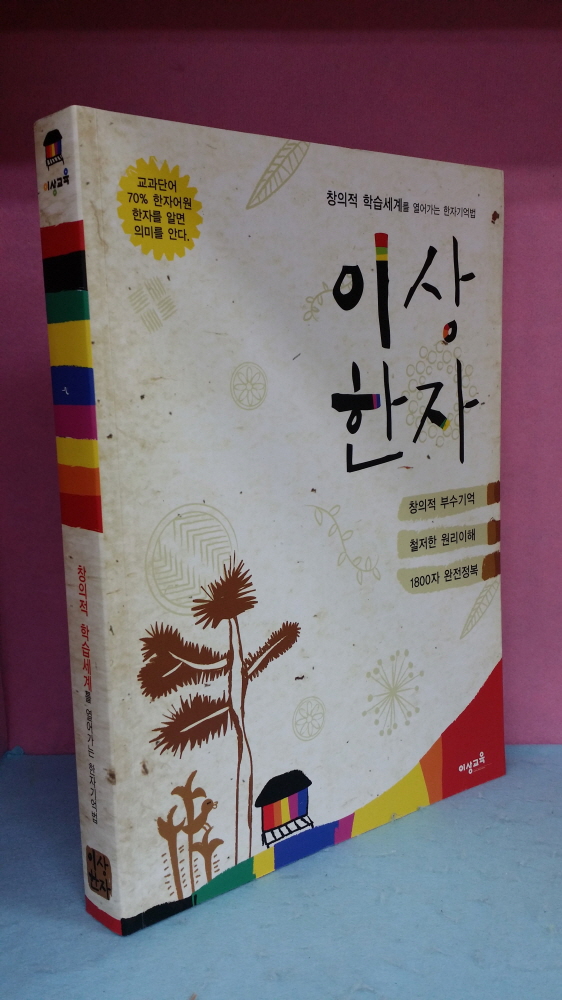 이상교육
교과단어
70% 한자어원
한자를 알면
의미를 안다.
창의적 학습세계를 열어가는 한자기억법
이상
한자
창의적 부수기억
철저한 원리이해
1800자 완전정복
이상교육
창의적 학습세계를 열어가는 한자기억법
이상
한자